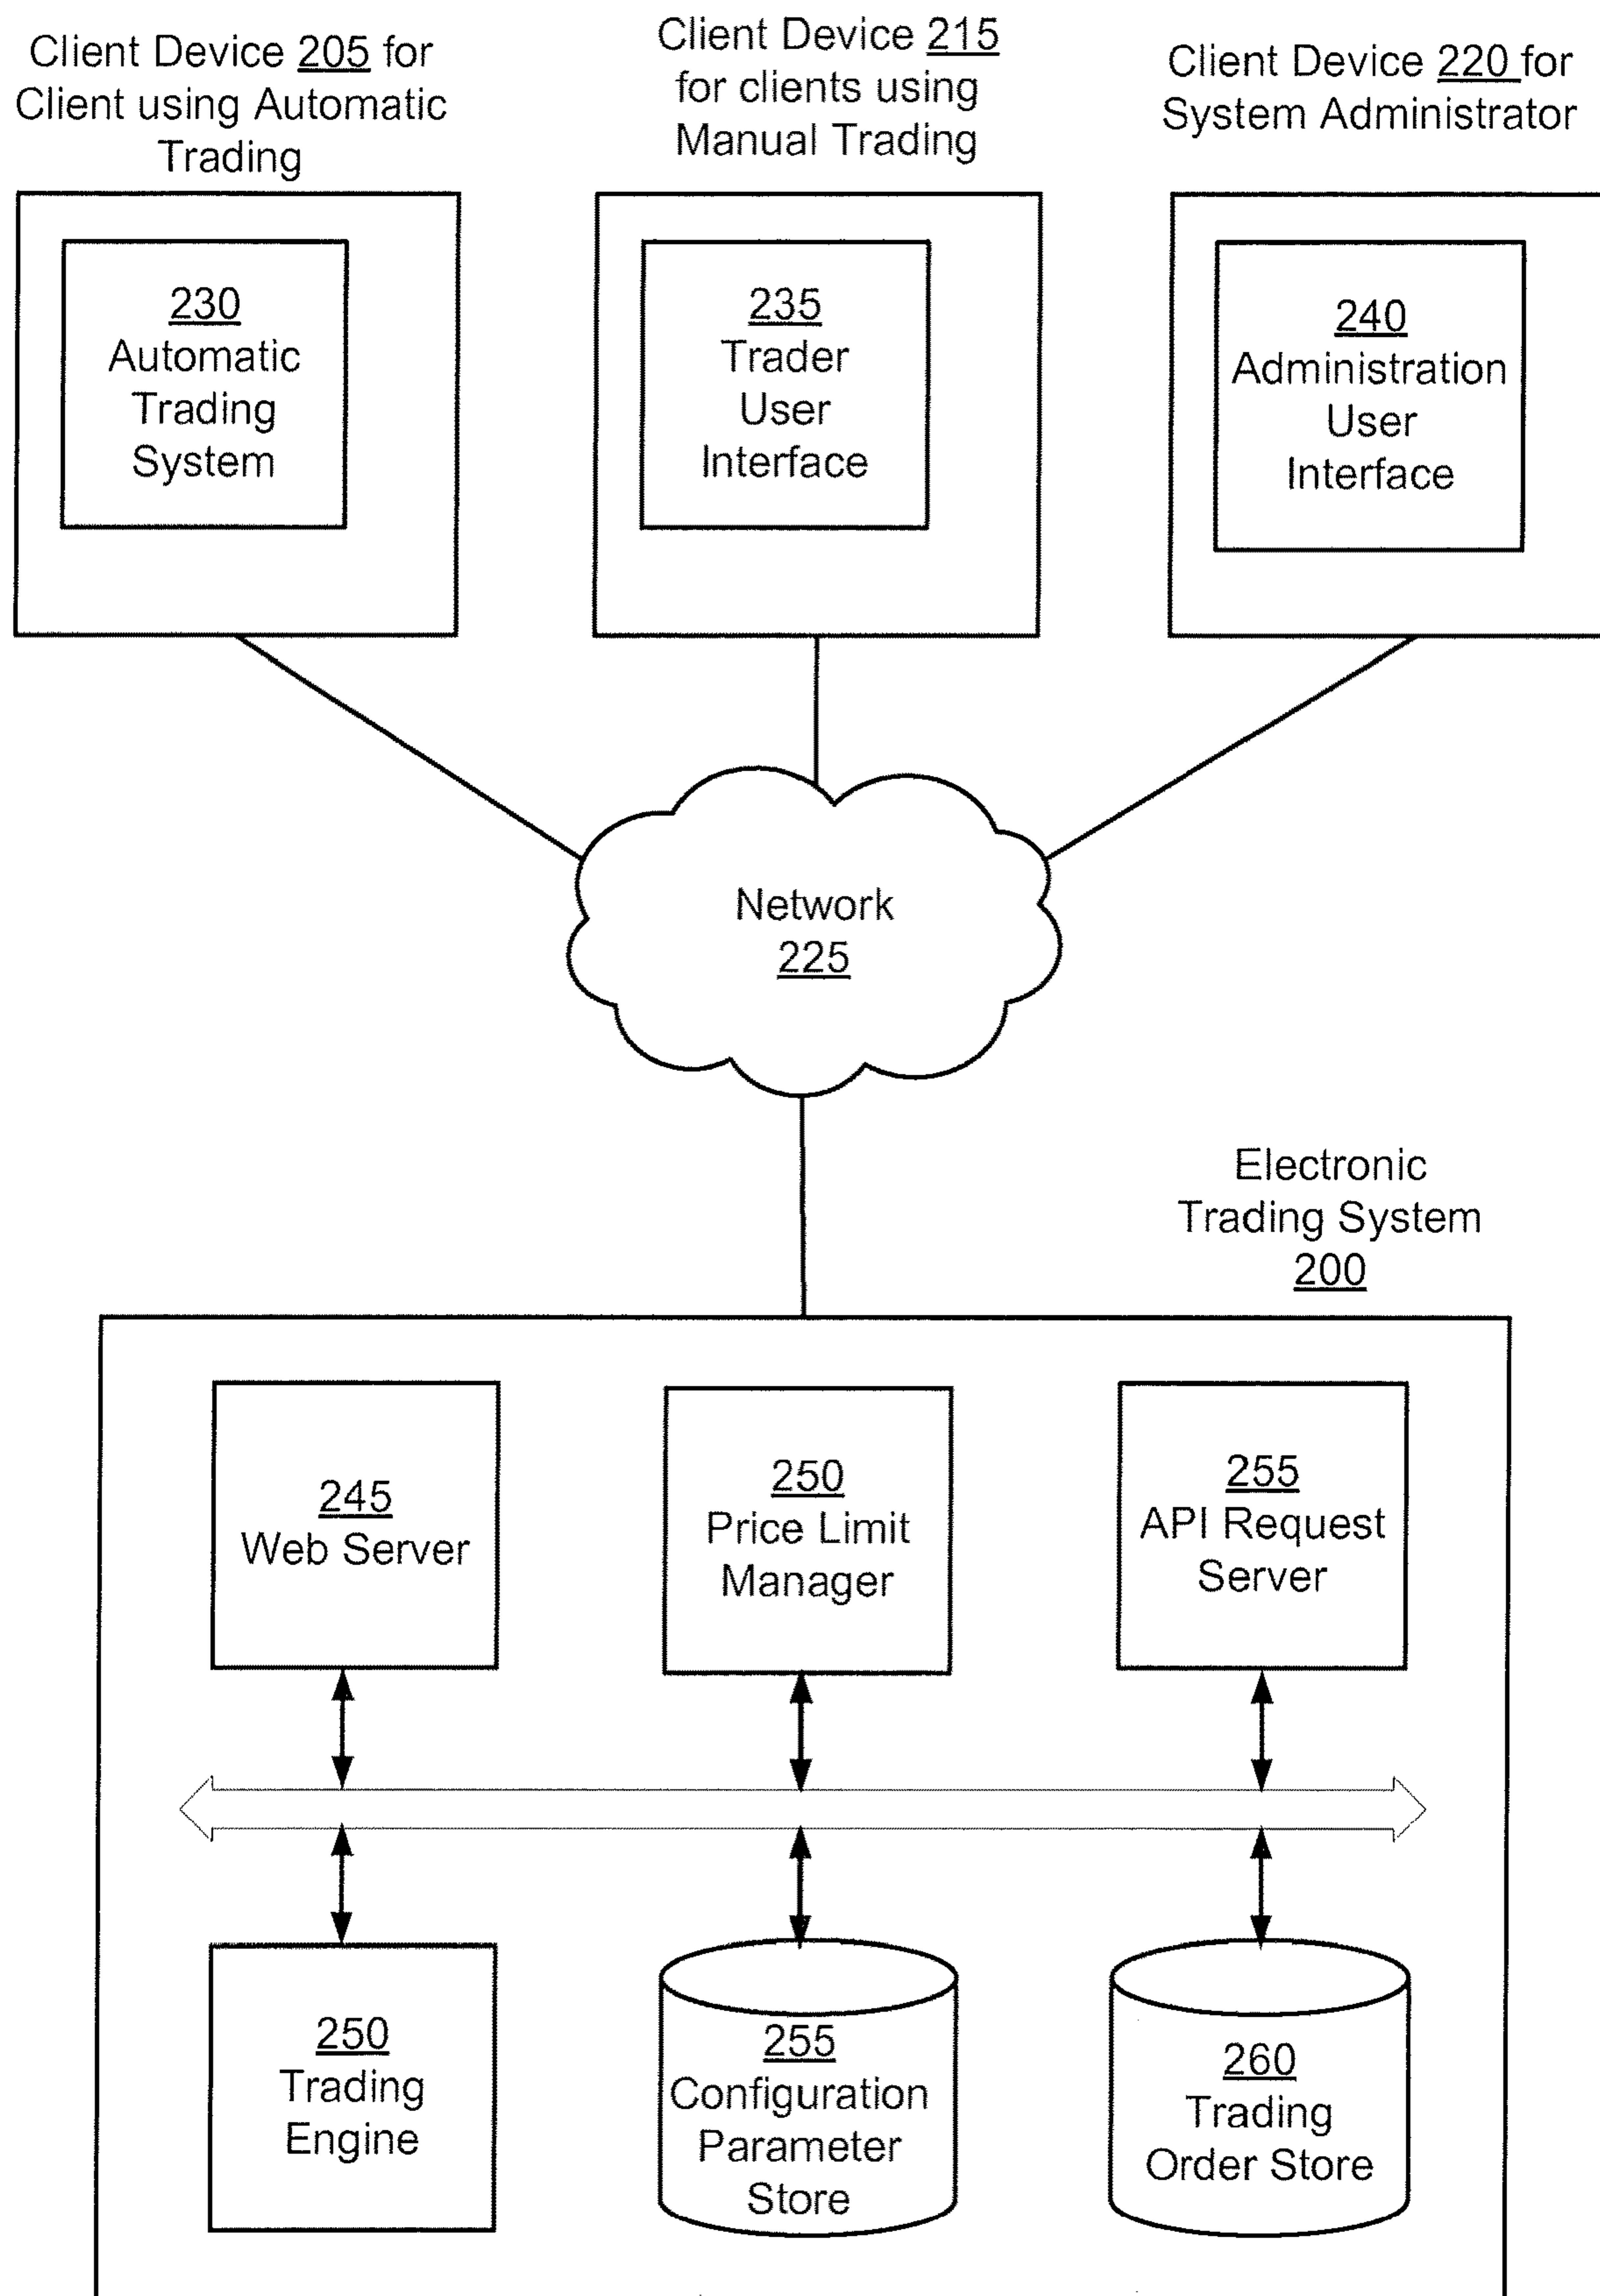 Client Device 205 for
Client using Automatic
Trading
Client Device 215
for clients using
Manual Trading
Client Device 220 for
System Administrator
230
Automatic
Trading
System
235
Trader
User
Interface
240
Administration
User
Interface
Network
225
Electronic
Trading System
200
245
Web Server
250
Price Limit
Manager
255
API Request
Server
250
Trading
Engine
255
Configuration
Parameter
Store
260
Trading
Order Store